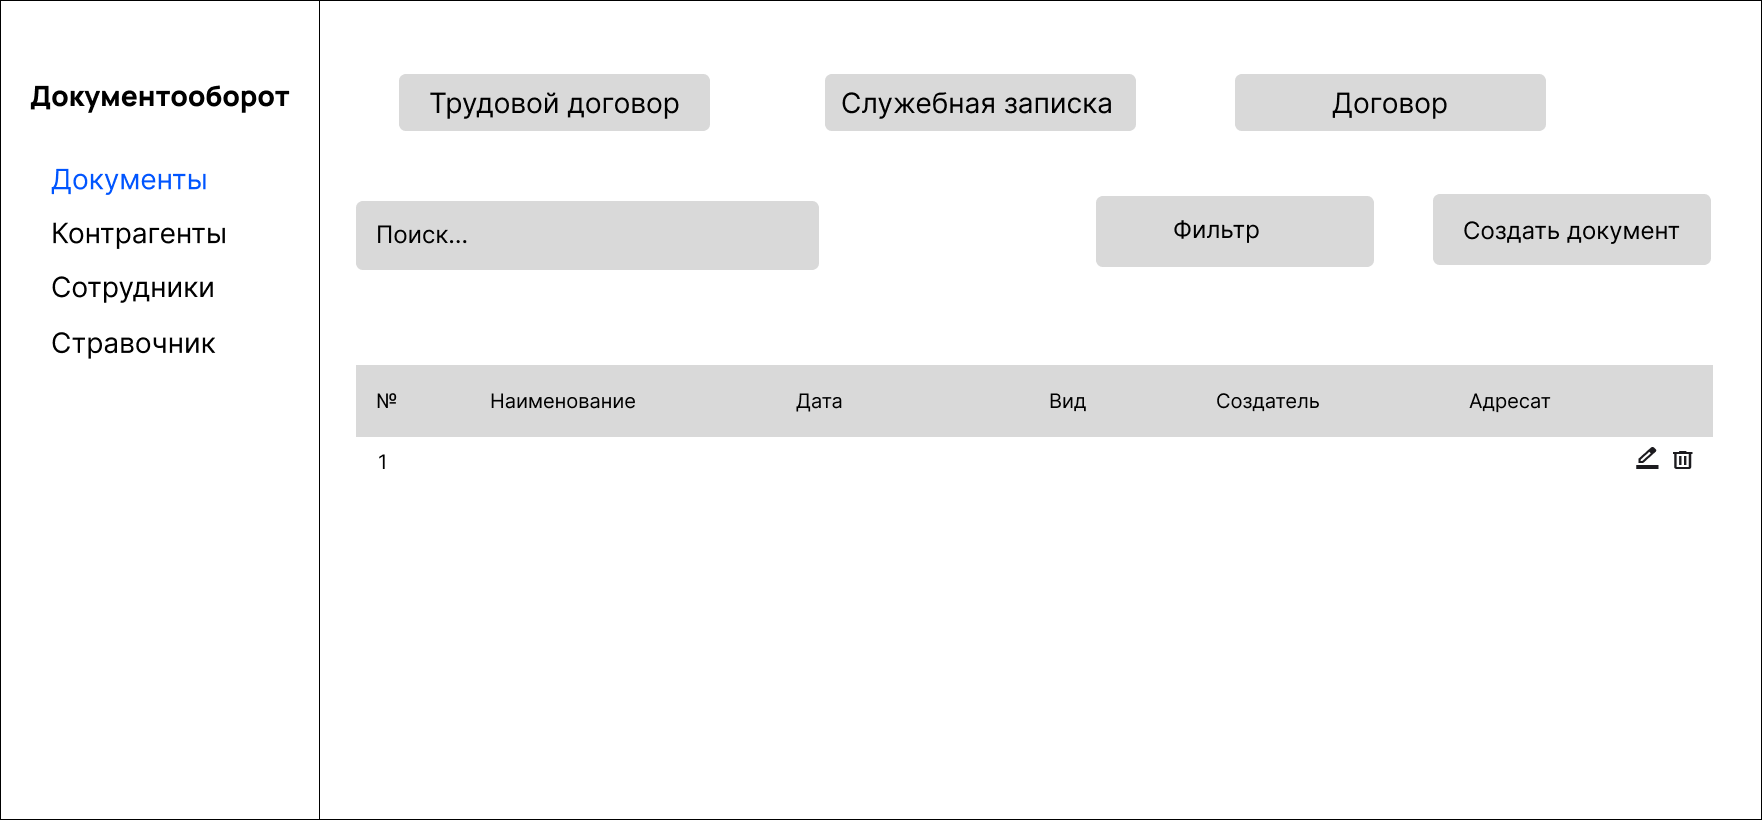 Документооборот
Документы
Контрагенты
Сотрудники
Справочник
Трудовой договор
Служебная записка
Договор
Поиск...
Фильтр
Создать документ
№ Наименование Дата Вид Создатель Адресат
1